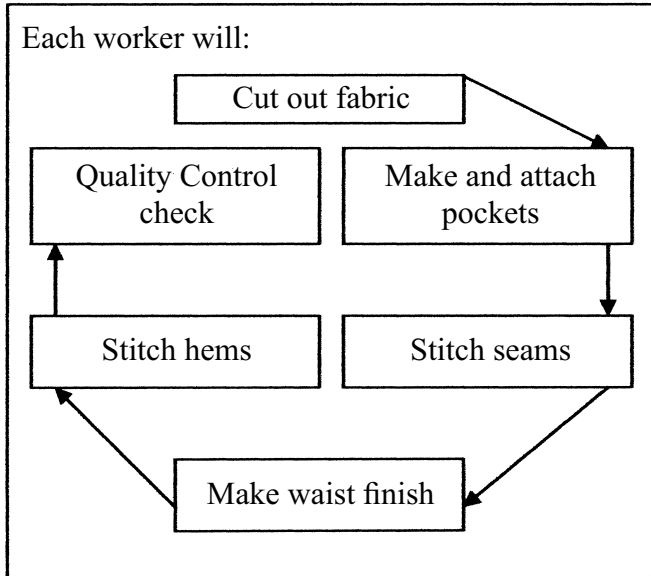 Each worker will:
Cut out fabric
Make and attach
pockets
Stitch seams
Make waist finish
Stitch hems
Quality Control
check